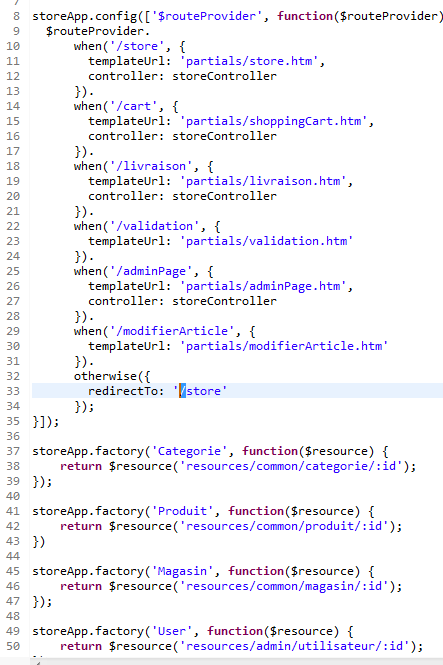 7
8 storeApp.config(['$routeProvider', function($routeProvider)
9 $routeProvider.
10 when('/store', {
11 templateUrl: 'partials/store.htm',
12 controller: storeController
13 }).
14 when('/cart', {
15 templateUrl: 'partials/shoppingCart.htm',
16 controller: storeController
17 }).
18 when('/livraison', {
19 templateUrl: 'partials/livraison.htm',
20 controller: storeController
21 }).
22 when('/validation', {
23 templateUrl: 'partials/validation.htm'
24 }).
25 when('/adminPage', {
26 templateUrl: 'partials/adminPage.htm',
27 controller: storeController
28 }).
29 when('/modifierArticle', {
30 templateUrl: 'partials/modifierArticle.htm'
31 }).
32 otherwise({
33 redirectTo: '/store'
34 });
35 }]);
36
37 storeApp.factory('Categorie', function($resource) {
38 return $resource('resources/common/categorie/:id');
39 });
40
41 storeApp.factory('Produit', function($resource) {
42 return $resource('resources/common/produit/:id');
43 })
44
45 storeApp.factory('Magasin', function($resource) {
46 return $resource('resources/common/magasin/:id');
47 });
48
49 storeApp.factory('User', function($resource) {
50 return $resource('resources/admin/utilisateur/:id');